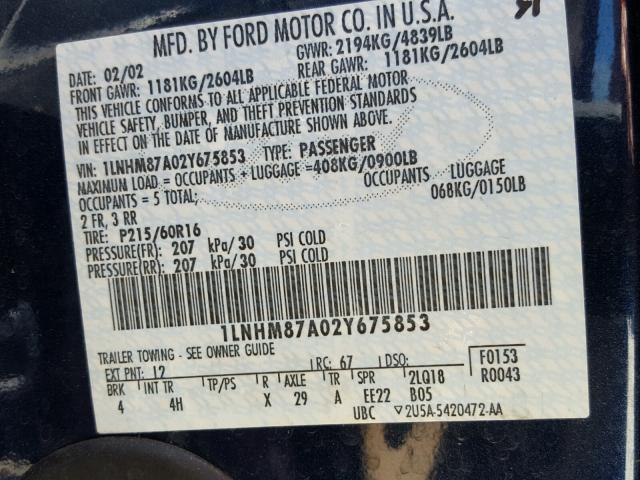 MFD. BY FORD MOTOR CO. IN U.S.A.
DATE: 02/02 GVWR: 2194KG/4839LB
FRONT GAWR: 1181KG/2604LB REAR GAWR: 1181KG/2604LB
THIS VEHICLE CONFORMS TO ALL APPLICABLE FEDERAL MOTOR
VEHICLE SAFETY, BUMPER, AND THEFT PREVENTION STANDARDS
IN EFFECT ON THE DATE OF MANUFACTURE SHOWN ABOVE.
VIN: 1LNHM87A02Y675853 TYPE: PASSENGER
MAXIMUM LOAD = OCCUPANTS + LUGGAGE = 408KG/0900LB
OCCUPANTS = 5 TOTAL; OCCUPANTS LUGGAGE
2 FR, 3 RR 068KG/0150LB
TIRE: P215/60R16
PRESSURE(FR): 207 kPa/30 PSI COLD
PRESSURE(RR): 207 kPa/30 PSI COLD
1LNHM87A02Y675853
TRAILER TOWING - SEE OWNER GUIDE
EXT PNT: 12 RC: 67 DSO: F0153
BRK INT TR TP/PS R AXLE TR SPR 2LQ18 R0043
4 4H X 29 A EE22 B05
UBC ▽2U5A-5420472-AA